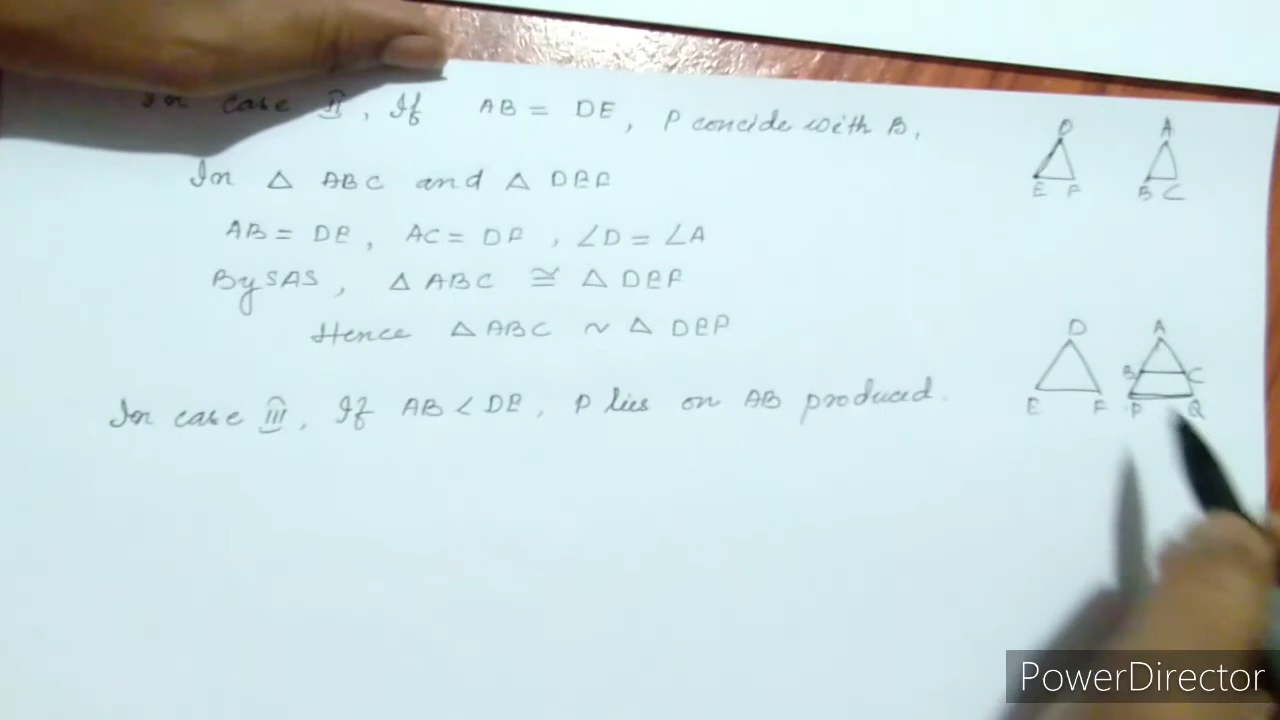 In case II, If AB = DE, P concide with B,
In △ ABC and △ DEF
AB = DE, AC = DF, ∠D = ∠A
By SAS, △ ABC ≅ △ DEF
Hence △ ABC ~ △ DEF
In case III, If AB < DE, P lies on AB produced.
D A
E F B C
D A
B C
E F P Q
PowerDirector